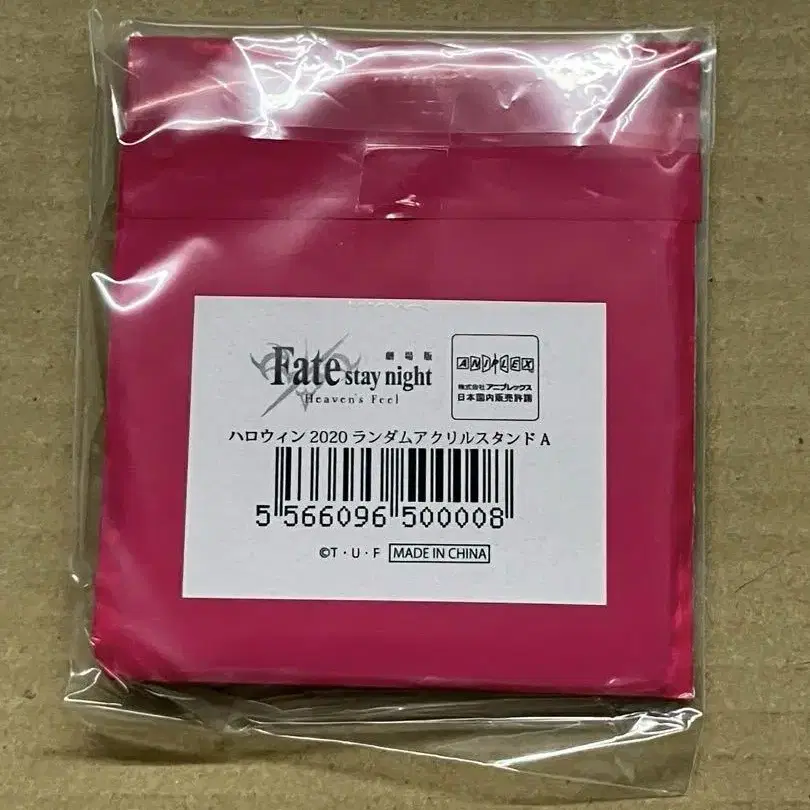 劇場版
Fate stay night
Heaven's Feel
ANIPLEX
株式会社アニプレックス
日本国内販売許諾
ハロウィン 2020 ランダムアクリルスタンド A
5 566096 500008
©T・U・F MADE IN CHINA